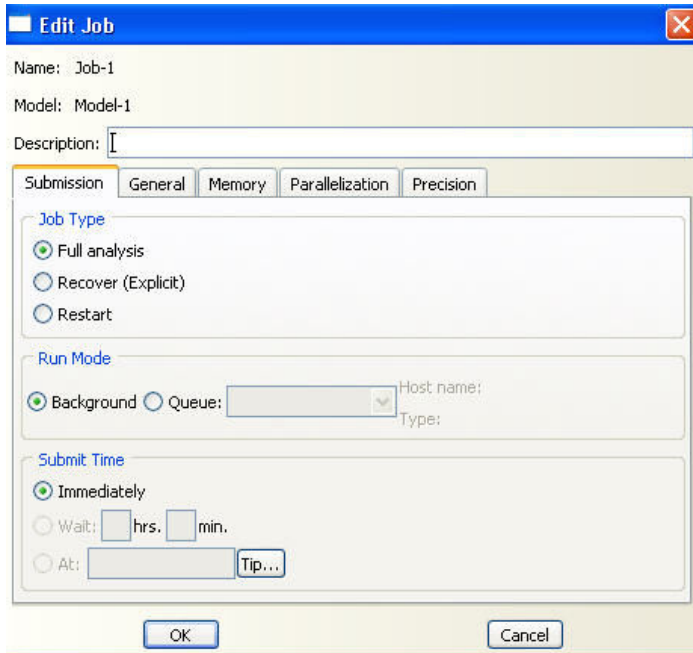 Edit Job
Name: Job-1
Model: Model-1
Description:
Submission General Memory Parallelization Precision
Job Type
Full analysis
Recover (Explicit)
Restart
Run Mode
Background Queue: Host name:
Type:
Submit Time
Immediately
Wait: hrs. min.
At: Tip...
OK Cancel